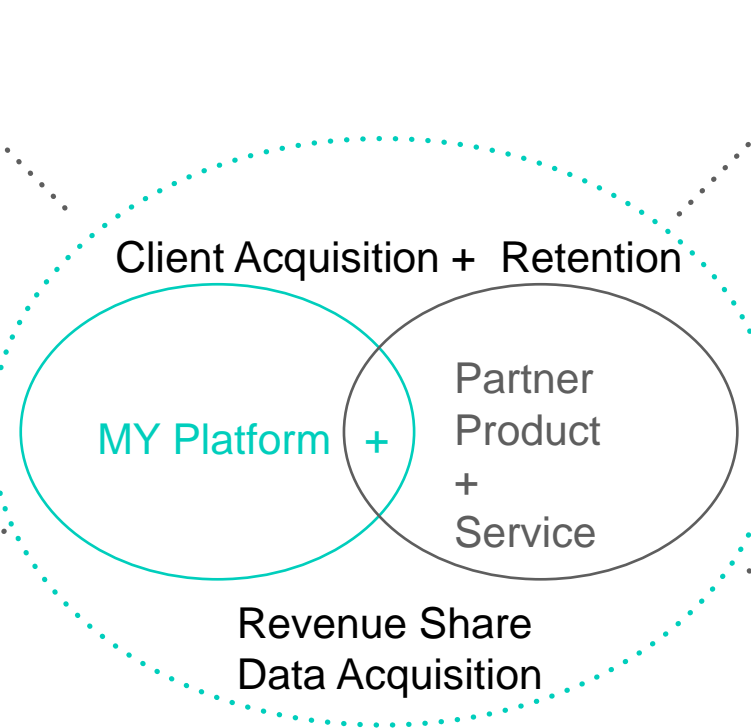 Client Acquisition + Retention
MY Platform +
Partner
Product
+
Service
Revenue Share
Data Acquisition